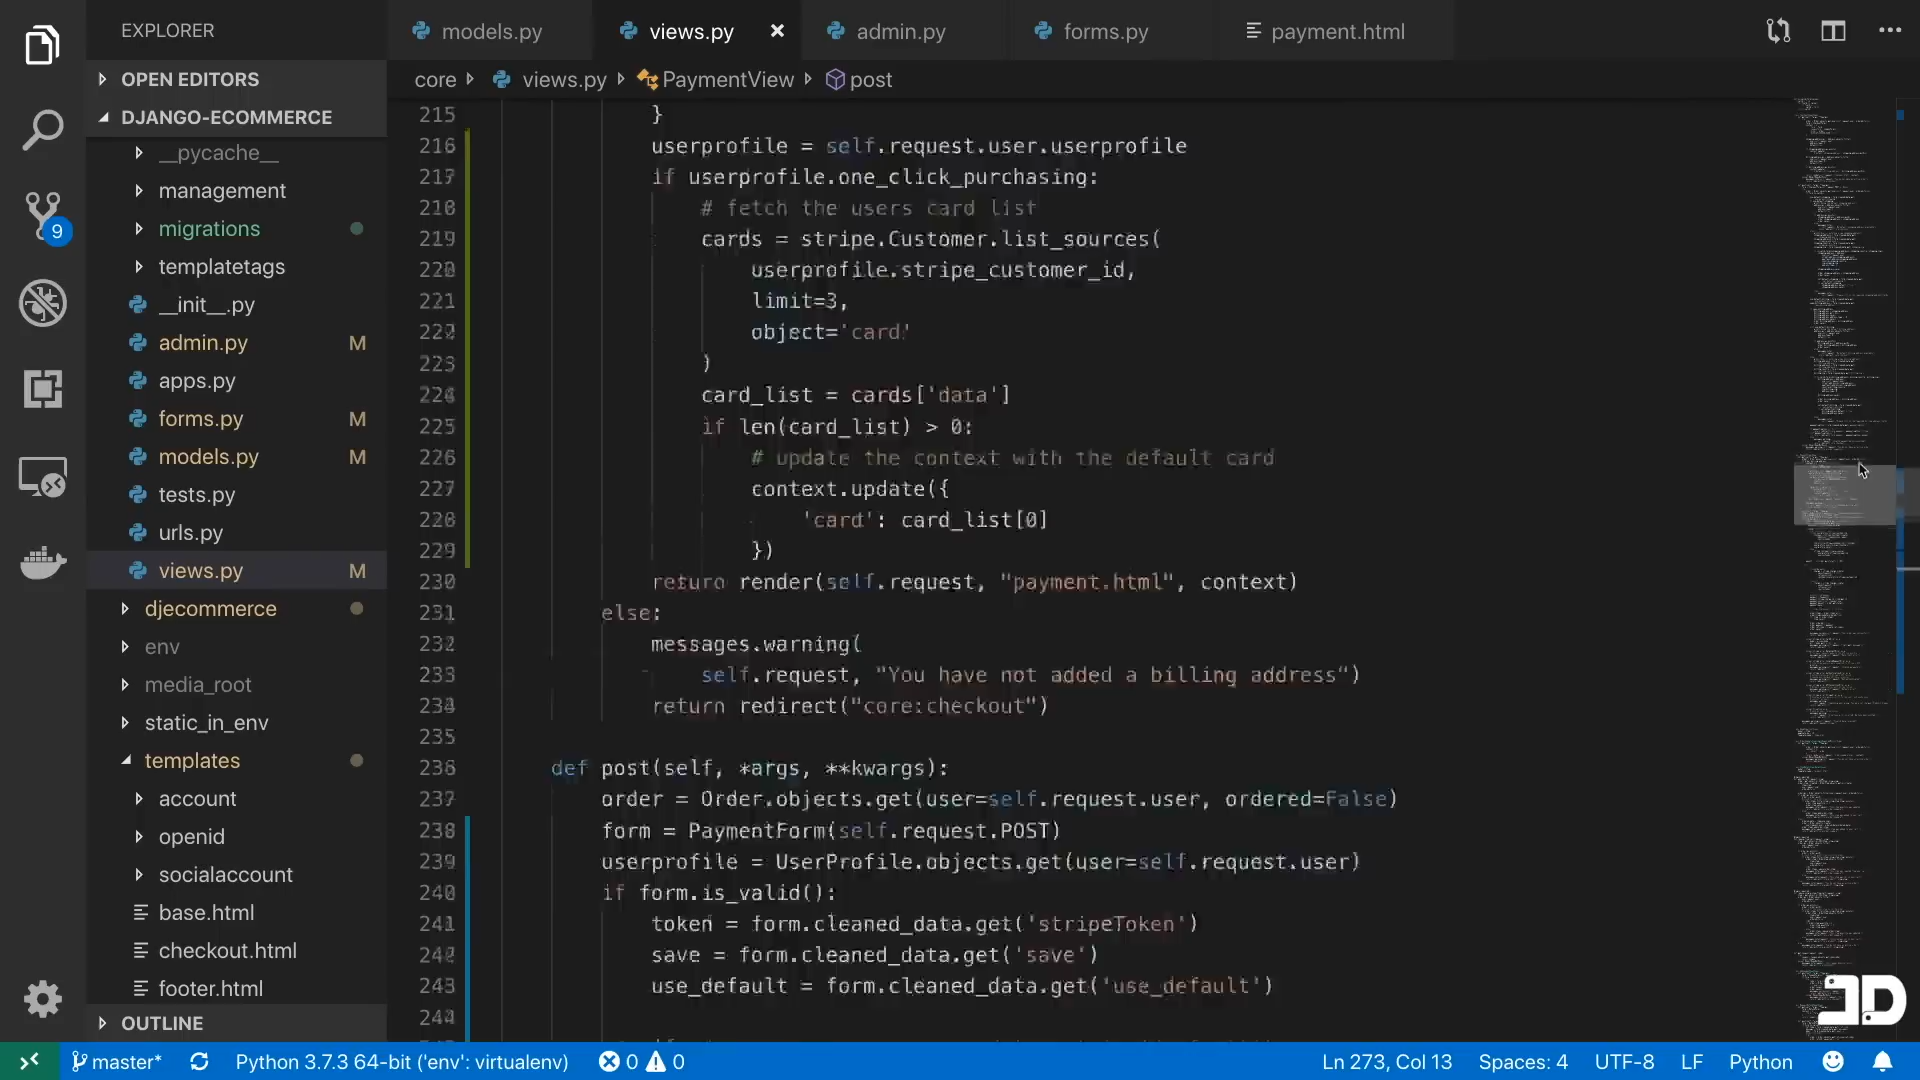 EXPLORER
models.py
views.py
admin.py
forms.py
payment.html
OPEN EDITORS
core
views.py
PaymentView
post
DJANGO-ECOMMERCE
__pycache__
management
migrations
templatetags
__init__.py
admin.py M
apps.py
forms.py M
models.py M
tests.py
urls.py
views.py M
djecommerce
env
media_root
static_in_env
templates
account
openid
socialaccount
base.html
checkout.html
footer.html
OUTLINE
9
215 }
216 userprofile = self.request.user.userprofile
217 if userprofile.one_click_purchasing:
218 # fetch the users card list
219 cards = stripe.Customer.list_sources(
220 userprofile.stripe_customer_id,
221 limit=3,
222 object='card'
223 )
224 card_list = cards['data']
225 if len(card_list) > 0:
226 # update the context with the default card
227 context.update({
228 'card': card_list[0]
229 })
230 return render(self.request, "payment.html", context)
231 else:
232 messages.warning(
233 self.request, "You have not added a billing address")
234 return redirect("core:checkout")
235
236 def post(self, *args, **kwargs):
237 order = Order.objects.get(user=self.request.user, ordered=False)
238 form = PaymentForm(self.request.POST)
239 userprofile = UserProfile.objects.get(user=self.request.user)
240 if form.is_valid():
241 token = form.cleaned_data.get('stripeToken')
242 save = form.cleaned_data.get('save')
243 use_default = form.cleaned_data.get('use_default')
244
JD
master* Python 3.7.3 64-bit ('env': virtualenv) 0 0 Ln 273, Col 13 Spaces: 4 UTF-8 LF Python